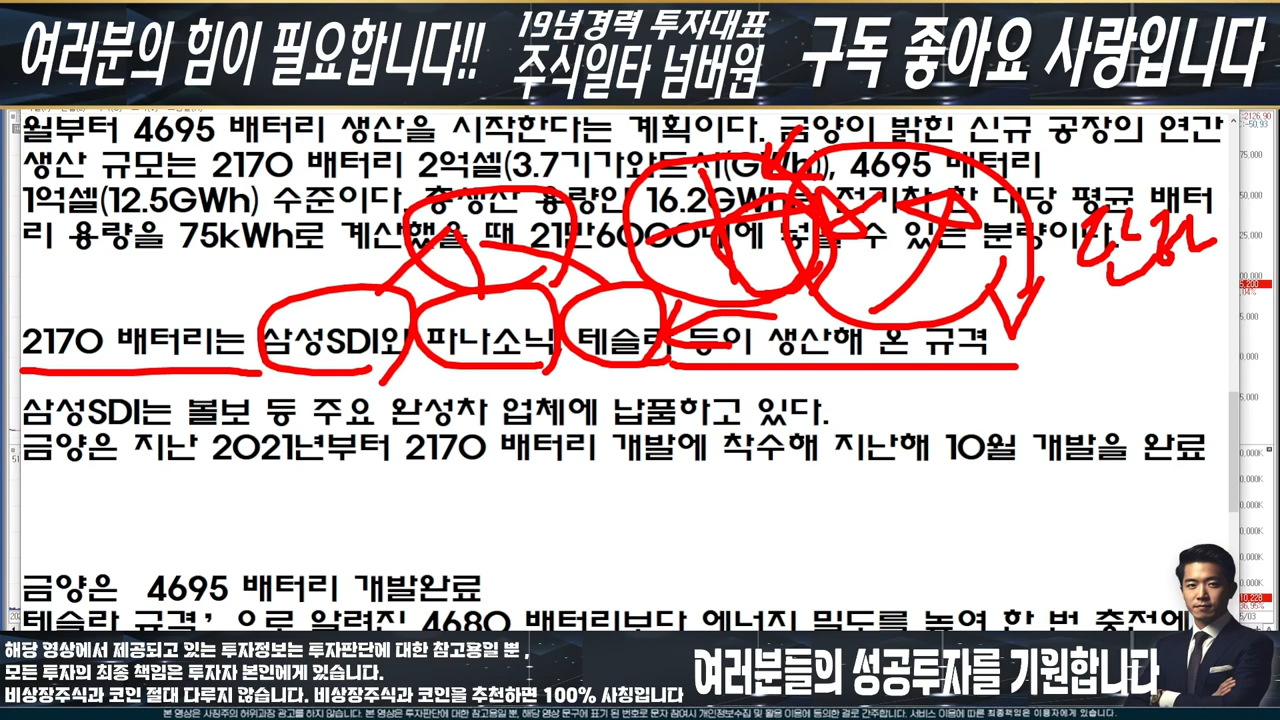 여러분의 힘이 필요합니다!!
19년경력 투자대표
주식일타 넘버원
구독 좋아요 사랑입니다
월부터 4695 배터리 생산을 시작한다는 계획이다. 금양이 밝힌 신규 공장의 연간
생산 규모는 2170 배터리 2억셀(3.7기가와트시(GWh)), 4695 배터리
1억셀(12.5GWh) 수준이다. 총생산 용량인 16.2GWh는 전기차 한 대당 평균 배터
리 용량을 75kWh로 계산했을 때 21만6000대에 넣을 수 있는 분량이다.
2170 배터리는 삼성SDI와 파나소닉 테슬라 등이 생산해 온 규격
삼성SDI는 볼보 등 주요 완성차 업체에 납품하고 있다.
금양은 지난 2021년부터 2170 배터리 개발에 착수해 지난해 10월 개발을 완료
금양은 4695 배터리 개발완료
테슬라 규격’으로 알려진 4680 배터리보다 에너지 밀도를 높여 한 번 충전에
해당 영상에서 제공되고 있는 투자정보는 투자판단에 대한 참고용일 뿐,
모든 투자의 최종 책임은 투자자 본인에게 있습니다.
비상장주식과 코인 절대 다루지 않습니다. 비상장주식과 코인을 추천하면 100% 사칭입니다
여러분들의 성공투자를 기원합니다